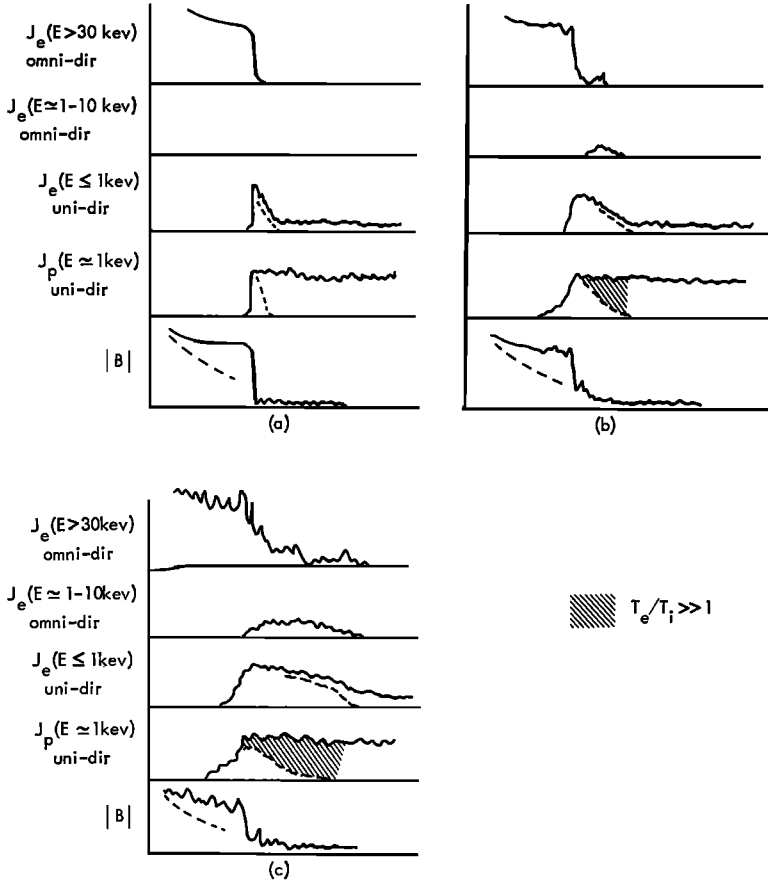 J_e(E>30 kev)
omni-dir
J_e(E≃1-10 kev)
omni-dir
J_e(E ≤ 1kev)
uni-dir
J_p(E ≃ 1kev)
uni-dir
|B|
(a)
(b)
J_e(E>30kev)
omni-dir
J_e(E ≃ 1-10kev)
omni-dir
J_e(E ≤ 1kev)
uni-dir
J_p(E ≃ 1kev)
uni-dir
|B|
(c)
T_e/T_i >> 1